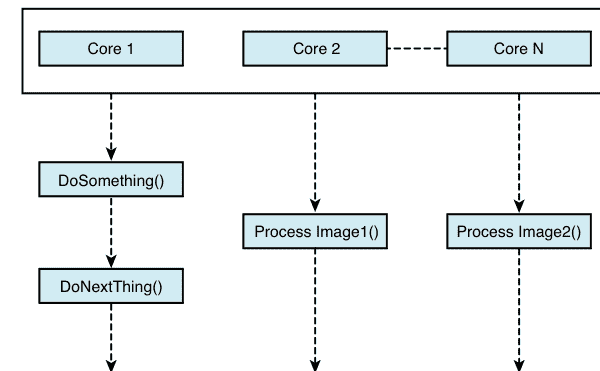 Core 1
Core 2
Core N
DoSomething()
Process Image1()
Process Image2()
DoNextThing()